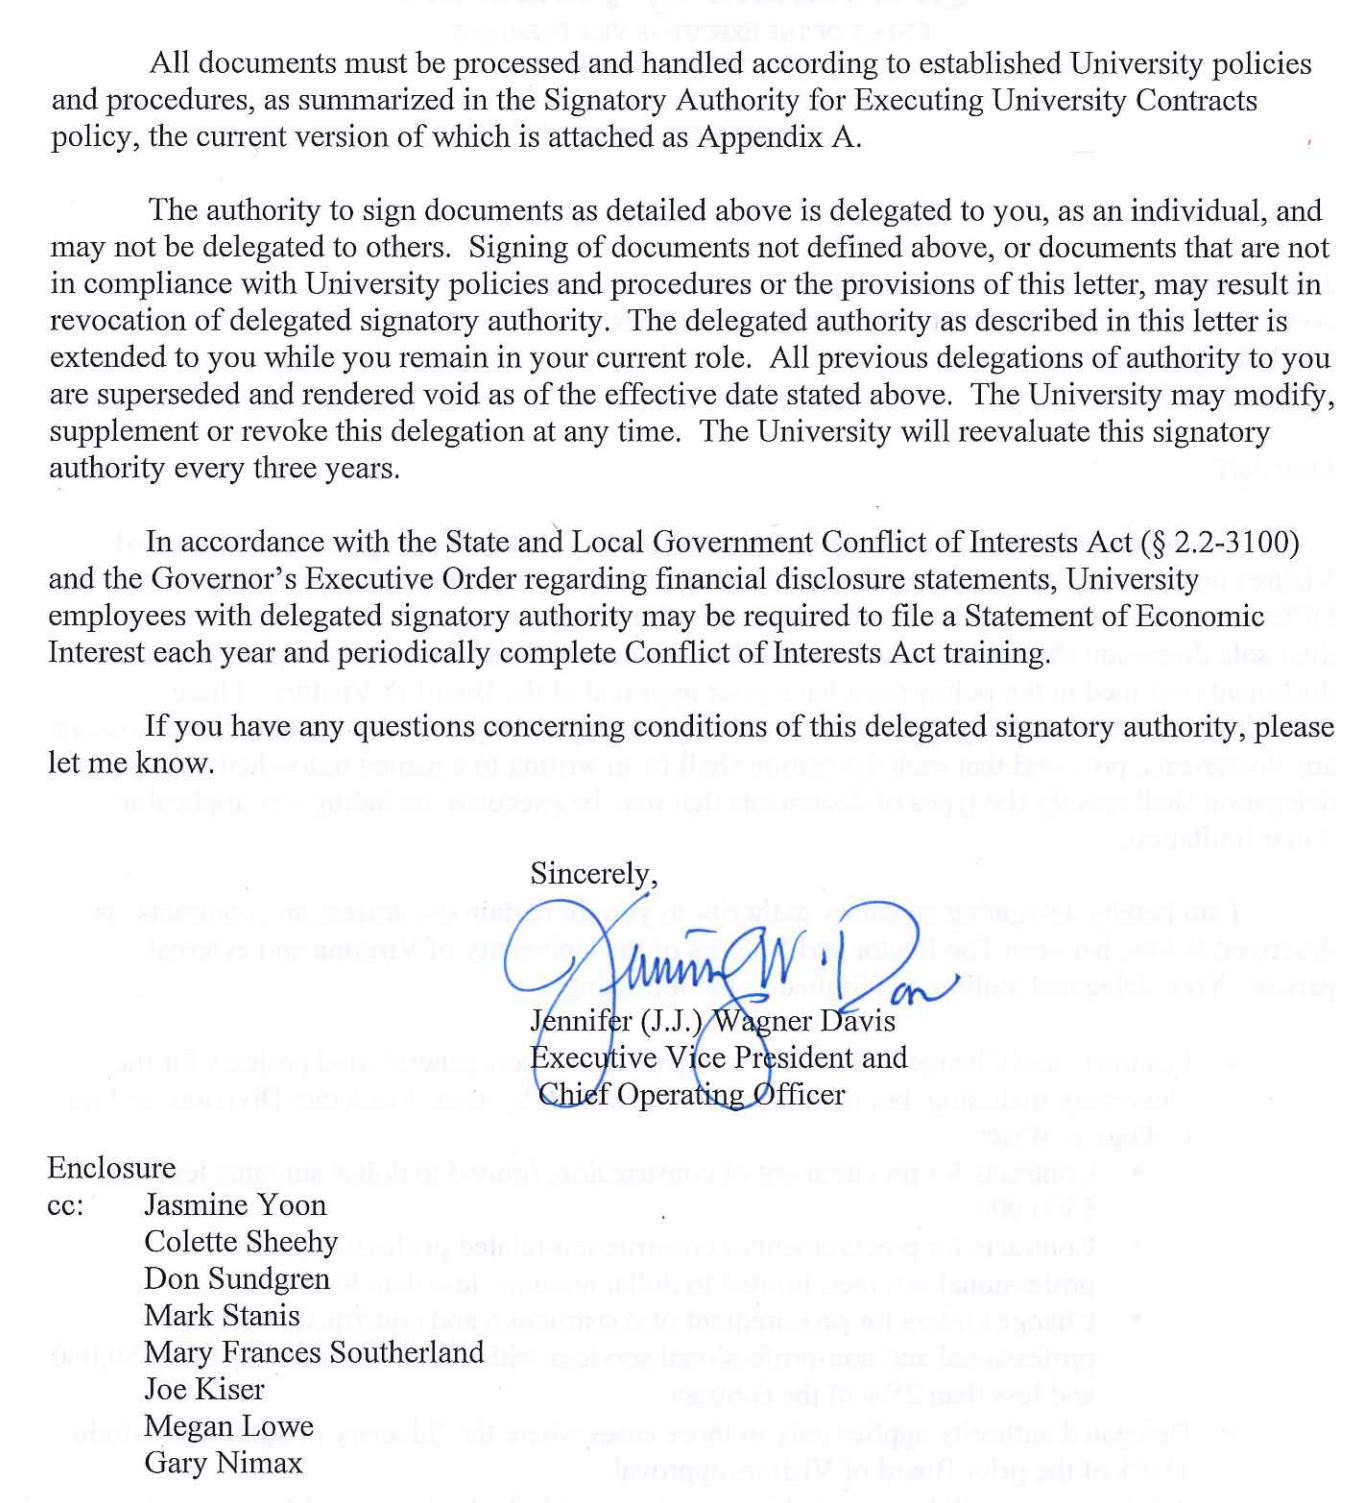 All documents must be processed and handled according to established University policies
and procedures, as summarized in the Signatory Authority for Executing University Contracts
policy, the current version of which is attached as Appendix A.
The authority to sign documents as detailed above is delegated to you, as an individual, and
may not be delegated to others. Signing of documents not defined above, or documents that are not
in compliance with University policies and procedures or the provisions of this letter, may result in
revocation of delegated signatory authority. The delegated authority as described in this letter is
extended to you while you remain in your current role. All previous delegations of authority to you
are superseded and rendered void as of the effective date stated above. The University may modify,
supplement or revoke this delegation at any time. The University will reevaluate this signatory
authority every three years.
In accordance with the State and Local Government Conflict of Interests Act (§ 2.2-3100)
and the Governor's Executive Order regarding financial disclosure statements, University
employees with delegated signatory authority may be required to file a Statement of Economic
Interest each year and periodically complete Conflict of Interests Act training.
If you have any questions concerning conditions of this delegated signatory authority, please
let me know.
Sincerely,
Jennifer (J.J.) Wagner Davis
Executive Vice President and
Chief Operating Officer
Enclosure
cc: Jasmine Yoon
Colette Sheehy
Don Sundgren
Mark Stanis
Mary Frances Southerland
Joe Kiser
Megan Lowe
Gary Nimax